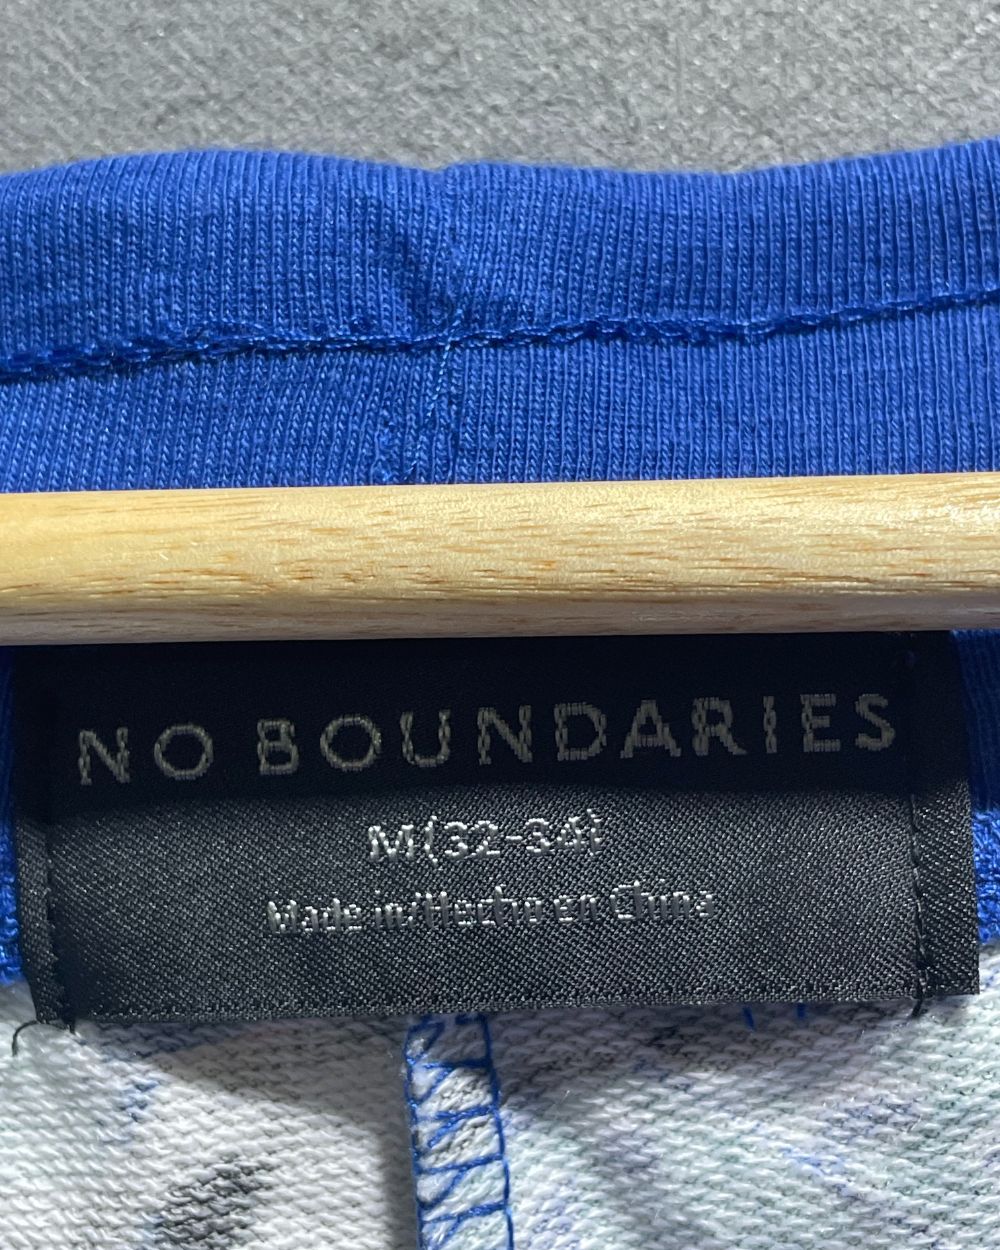 NO BOUNDARIES
M(32-34)
Made in/Hecho en China